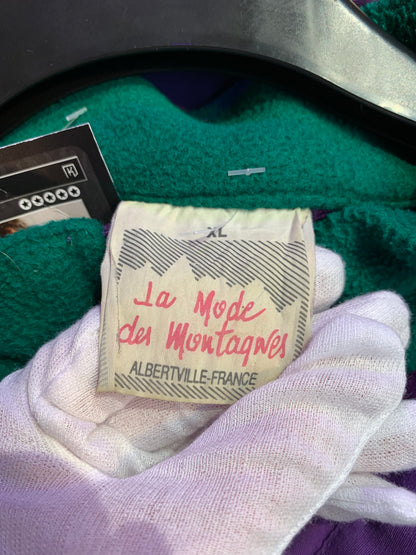 XL
La Mode
des Montagnes
ALBERTVILLE-FRANCE
K